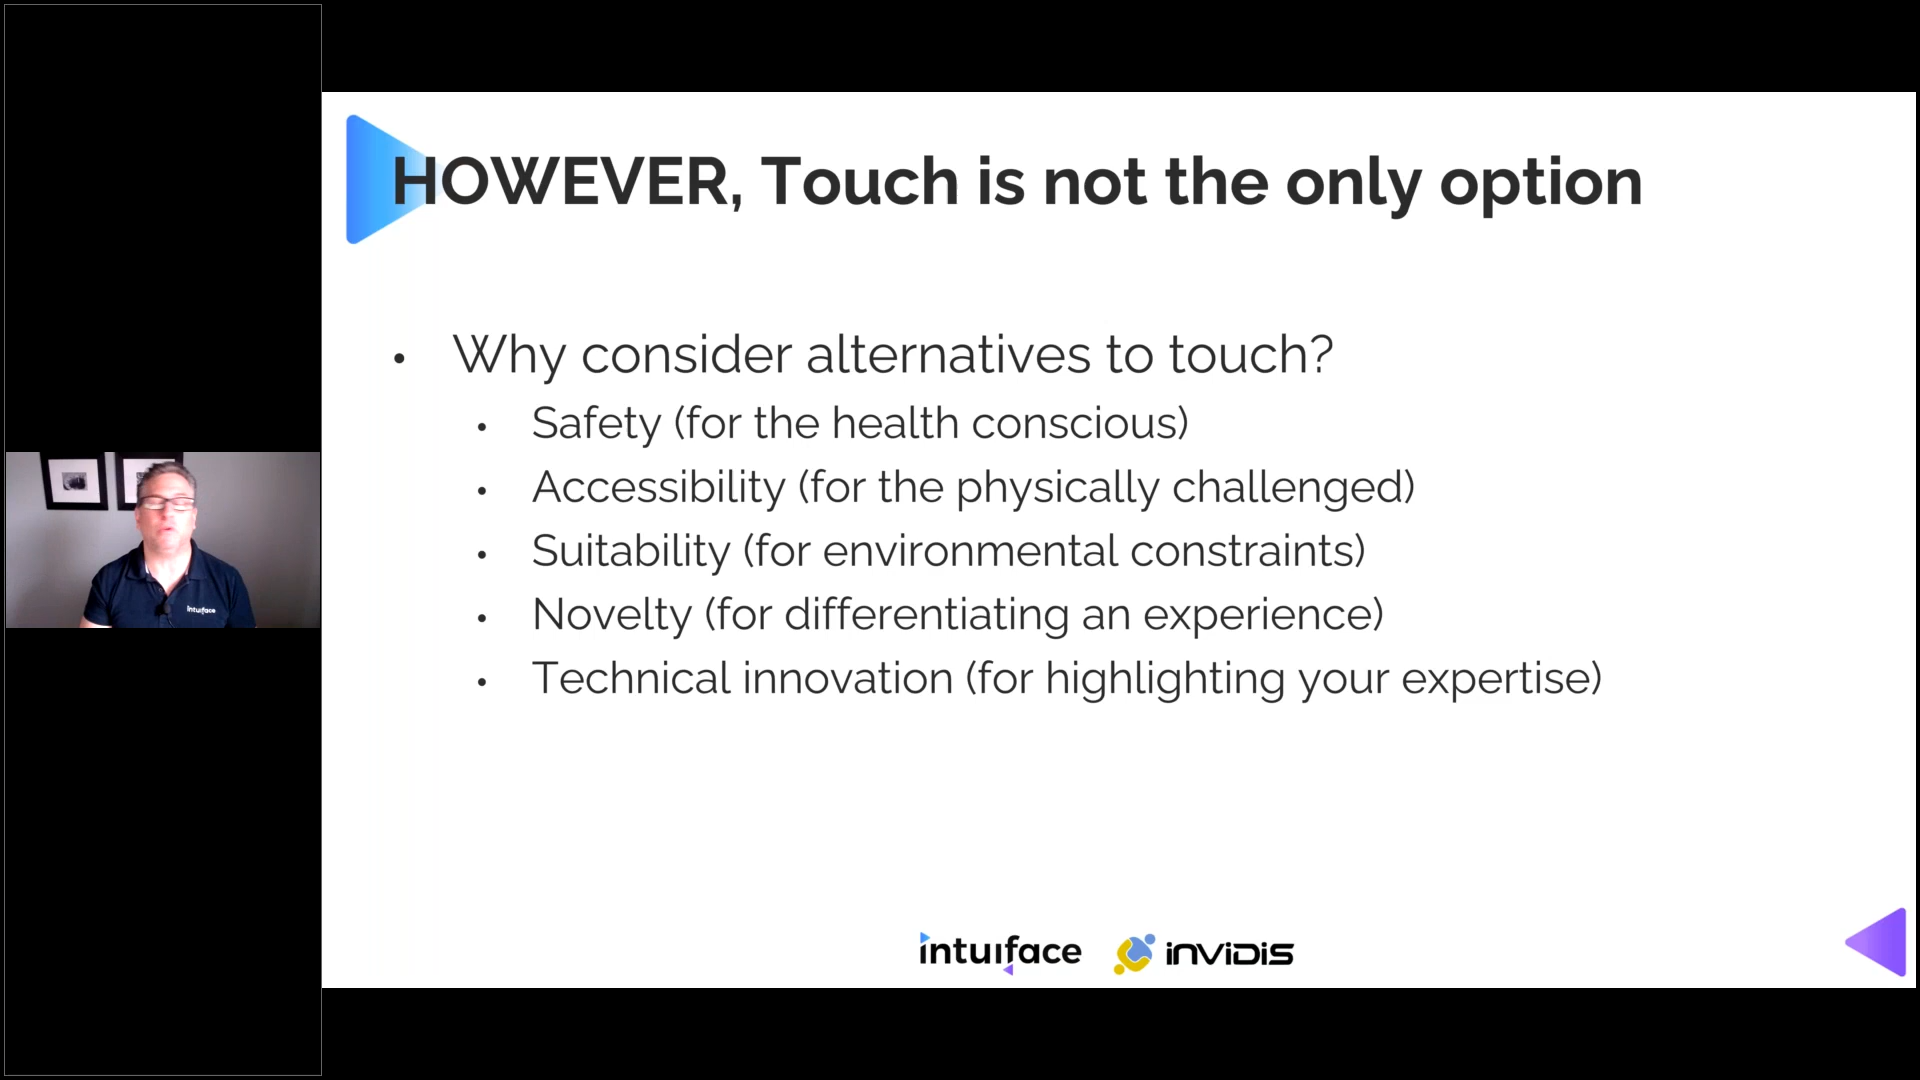 HOWEVER, Touch is not the only option
• Why consider alternatives to touch?
• Safety (for the health conscious)
• Accessibility (for the physically challenged)
• Suitability (for environmental constraints)
• Novelty (for differentiating an experience)
• Technical innovation (for highlighting your expertise)
intuıface
intuıface
invidis